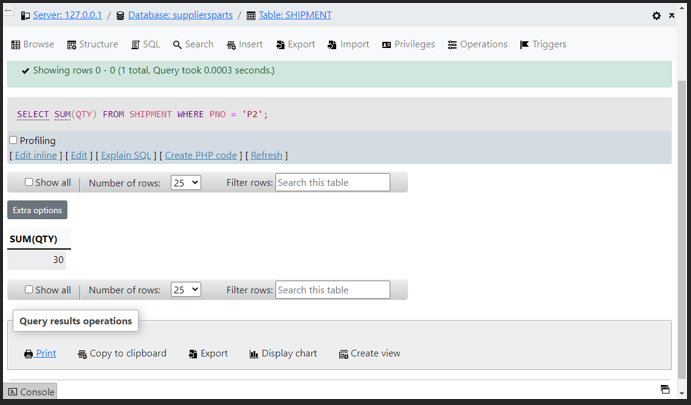 Server: 127.0.0.1 / Database: suppliersparts / Table: SHIPMENT
Browse Structure SQL Search Insert Export Import Privileges Operations Triggers
Showing rows 0 - 0 (1 total, Query took 0.0003 seconds.)
SELECT SUM(QTY) FROM SHIPMENT WHERE PNO = 'P2';
Profiling
[ Edit inline ] [ Edit ] [ Explain SQL ] [ Create PHP code ] [ Refresh ]
Show all Number of rows: 25 Filter rows: Search this table
Extra options
SUM(QTY)
30
Show all Number of rows: 25 Filter rows: Search this table
Query results operations
Print Copy to clipboard Export Display chart Create view
Console